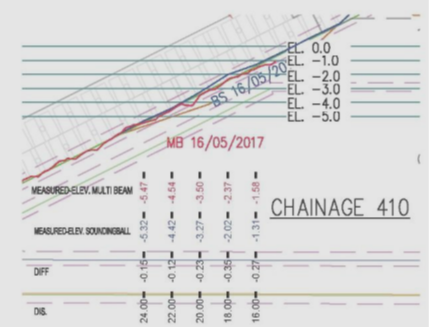 EL. 0.0
EL. -1.0
EL. -2.0
EL. -3.0
EL. -4.0
EL. -5.0
BS 16/05/20
MB 16/05/2017
MEASURED-ELEV. MULTI BEAM -5.47 -4.54 -3.50 -2.37 -1.58
CHAINAGE 410
MEASURED-ELEV. SOUNDINGBALL -5.32 -4.42 -3.27 -2.02 -1.31
DIFF -0.15 -0.12 -0.23 -0.35 -0.27
DIS. 24.00 22.00 20.00 18.00 16.00